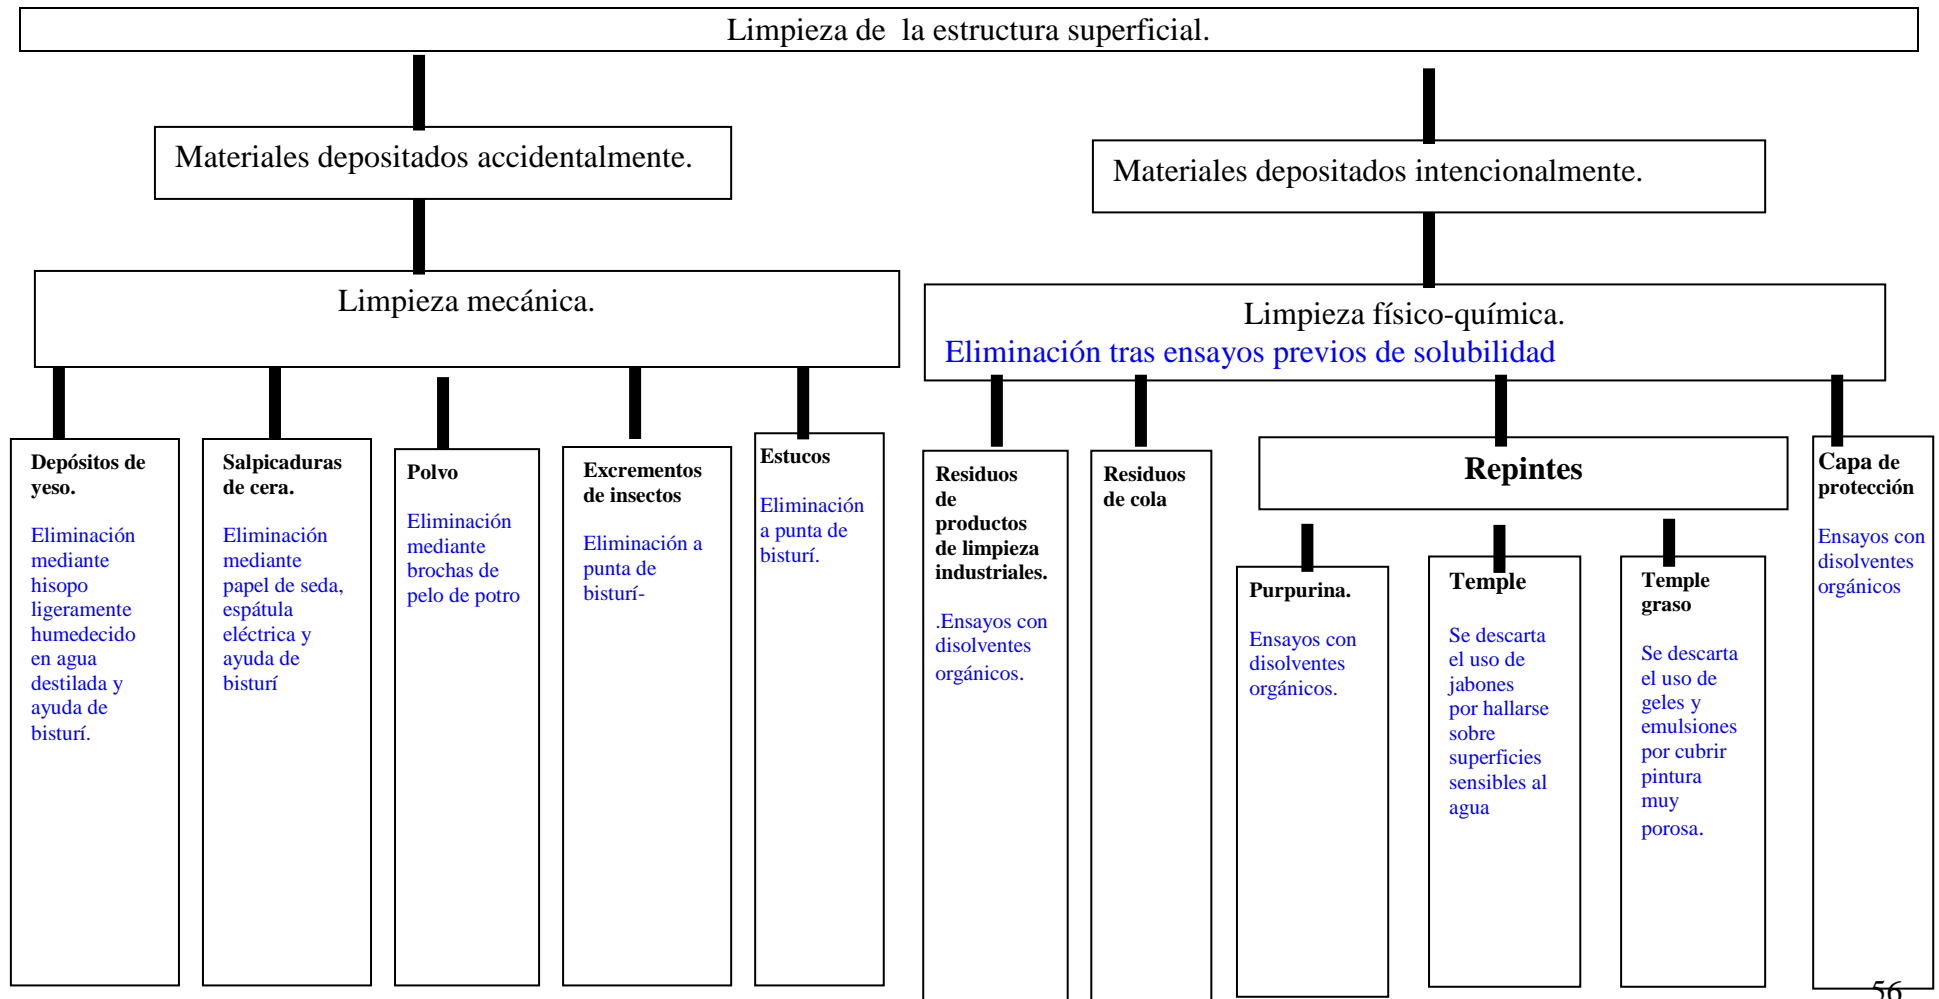 Limpieza de la estructura superficial.
Materiales depositados accidentalmente.
Materiales depositados intencionalmente.
Limpieza mecánica.
Limpieza físico-química.
Eliminación tras ensayos previos de solubilidad
Depósitos de
yeso.
Eliminación
mediante
hisopo
ligeramente
humedecido
en agua
destilada y
ayuda de
bisturí.
Salpicaduras
de cera.
Eliminación
mediante
papel de seda,
espátula
eléctrica y
ayuda de
bisturí
Polvo
Eliminación
mediante
brochas de
pelo de potro
Excrementos
de insectos
Eliminación a
punta de
bisturí-
Estucos
Eliminación
a punta de
bisturí.
Residuos
de
productos
de limpieza
industriales.
.Ensayos con
disolventes
orgánicos.
Residuos
de cola
Repintes
Purpurina.
Ensayos con
disolventes
orgánicos.
Temple
Se descarta
el uso de
jabones
por hallarse
sobre
superficies
sensibles al
agua
Temple
graso
Se descarta
el uso de
geles y
emulsiones
por cubrir
pintura
muy
porosa.
Capa de
protección
Ensayos con
disolventes
orgánicos
56